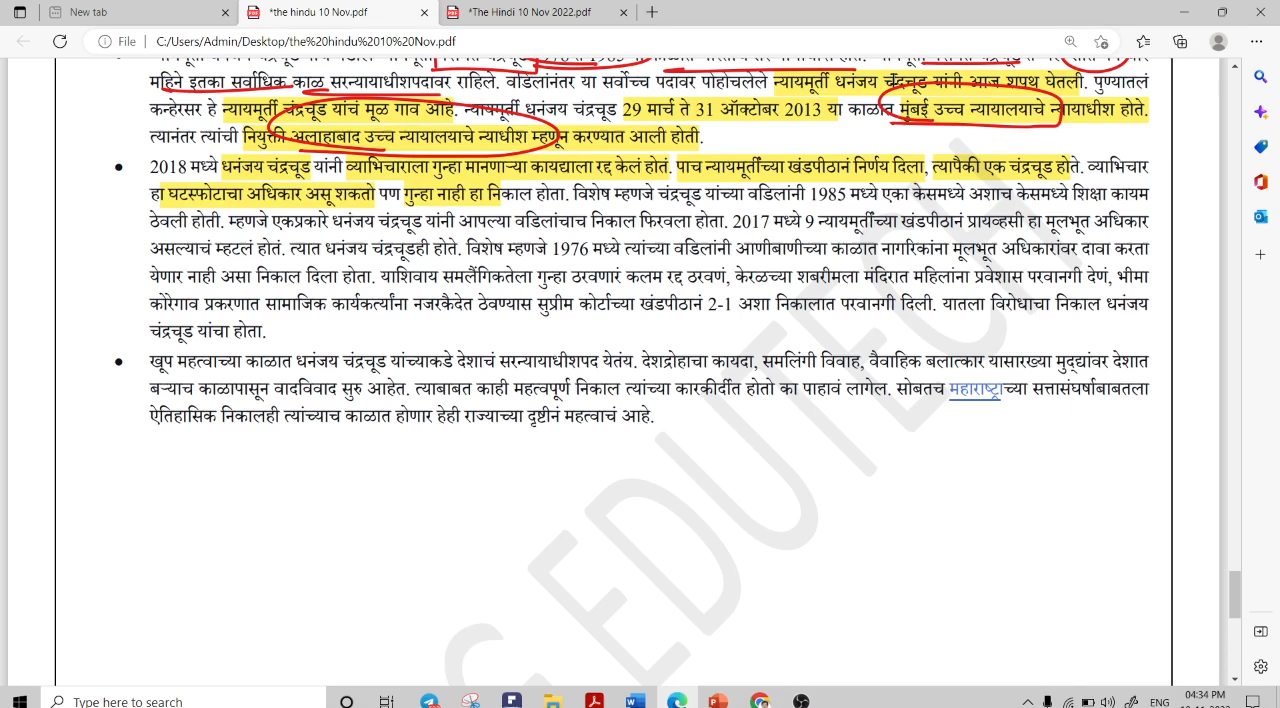 New tab
*the hindu 10 Nov.pdf
*The Hindi 10 Nov 2022.pdf
File
C:/Users/Admin/Desktop/the%20hindu%2010%20Nov.pdf
महिने इतका सर्वाधिक काळ सरन्यायाधीशपदावर राहिले. वडिलांनंतर या सर्वोच्च पदावर पोहोचलेले न्यायमूर्ती धनंजय चंद्रचूड यांनी आज शपथ घेतली. पुण्यातलं
कन्हेरसर हे न्यायमूर्ती चंद्रचूड यांचं मूळ गाव आहे. न्यायमूर्ती धनंजय चंद्रचूड 29 मार्च ते 31 ऑक्टोबर 2013 या काळात मुंबई उच्च न्यायालयाचे न्यायाधीश होते.
त्यानंतर त्यांची नियुक्ती अलाहाबाद उच्च न्यायालयाचे न्याधीश म्हणून करण्यात आली होती.
• 2018 मध्ये धनंजय चंद्रचूड यांनी व्याभिचाराला गुन्हा मानणाऱ्या कायद्याला रद्द केलं होतं. पाच न्यायमूर्तींच्या खंडपीठानं निर्णय दिला, त्यापैकी एक चंद्रचूड होते. व्याभिचार
हा घटस्फोटाचा अधिकार असू शकतो पण गुन्हा नाही हा निकाल होता. विशेष म्हणजे चंद्रचूड यांच्या वडिलांनी 1985 मध्ये एका केसमध्ये अशाच केसमध्ये शिक्षा कायम
ठेवली होती. म्हणजे एकप्रकारे धनंजय चंद्रचूड यांनी आपल्या वडिलांचाच निकाल फिरवला होता. 2017 मध्ये 9 न्यायमूर्तींच्या खंडपीठानं प्रायव्हसी हा मूलभूत अधिकार
असल्याचं म्हटलं होतं. त्यात धनंजय चंद्रचूडही होते. विशेष म्हणजे 1976 मध्ये त्यांच्या वडिलांनी आणीबाणीच्या काळात नागरिकांना मूलभूत अधिकारांवर दावा करता
येणार नाही असा निकाल दिला होता. याशिवाय समलैंगिकतेला गुन्हा ठरवणारं कलम रद्द ठरवणं, केरळच्या शबरीमला मंदिरात महिलांना प्रवेशास परवानगी देणं, भीमा
कोरेगाव प्रकरणात सामाजिक कार्यकर्त्यांना नजरकैदेत ठेवण्यास सुप्रीम कोर्टाच्या खंडपीठानं 2-1 अशा निकालात परवानगी दिली. यातला विरोधाचा निकाल धनंजय
चंद्रचूड यांचा होता.
• खूप महत्वाच्या काळात धनंजय चंद्रचूड यांच्याकडे देशाचं सरन्यायाधीशपद येतंय. देशद्रोहाचा कायदा, समलिंगी विवाह, वैवाहिक बलात्कार यासारख्या मुद्द्यांवर देशात
बऱ्याच काळापासून वादविवाद सुरु आहेत. त्याबाबत काही महत्वपूर्ण निकाल त्यांच्या कारकीर्दीत होतो का पाहावं लागेल. सोबतच महाराष्ट्राच्या सत्तासंघर्षाबाबतला
ऐतिहासिक निकालही त्यांच्याच काळात होणार हेही राज्याच्या दृष्टीनं महत्वाचं आहे.
G EDUTECH
Type here to search
ENG
04:34 PM